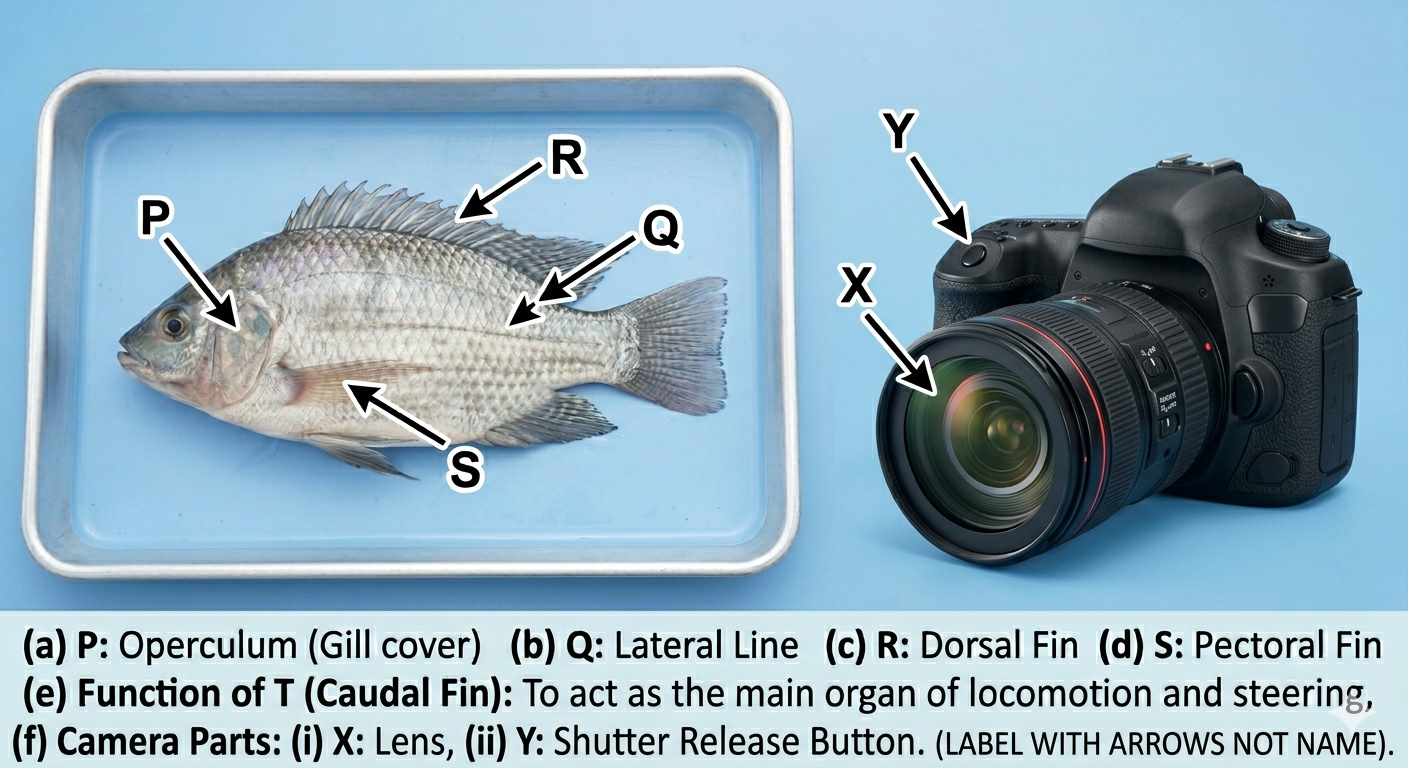 R
P
Q
S
Y
X
(a) P: Operculum (Gill cover) (b) Q: Lateral Line (c) R: Dorsal Fin (d) S: Pectoral Fin
(e) Function of T (Caudal Fin): To act as the main organ of locomotion and steering,
(f) Camera Parts: (i) X: Lens, (ii) Y: Shutter Release Button. (LABEL WITH ARROWS NOT NAME).